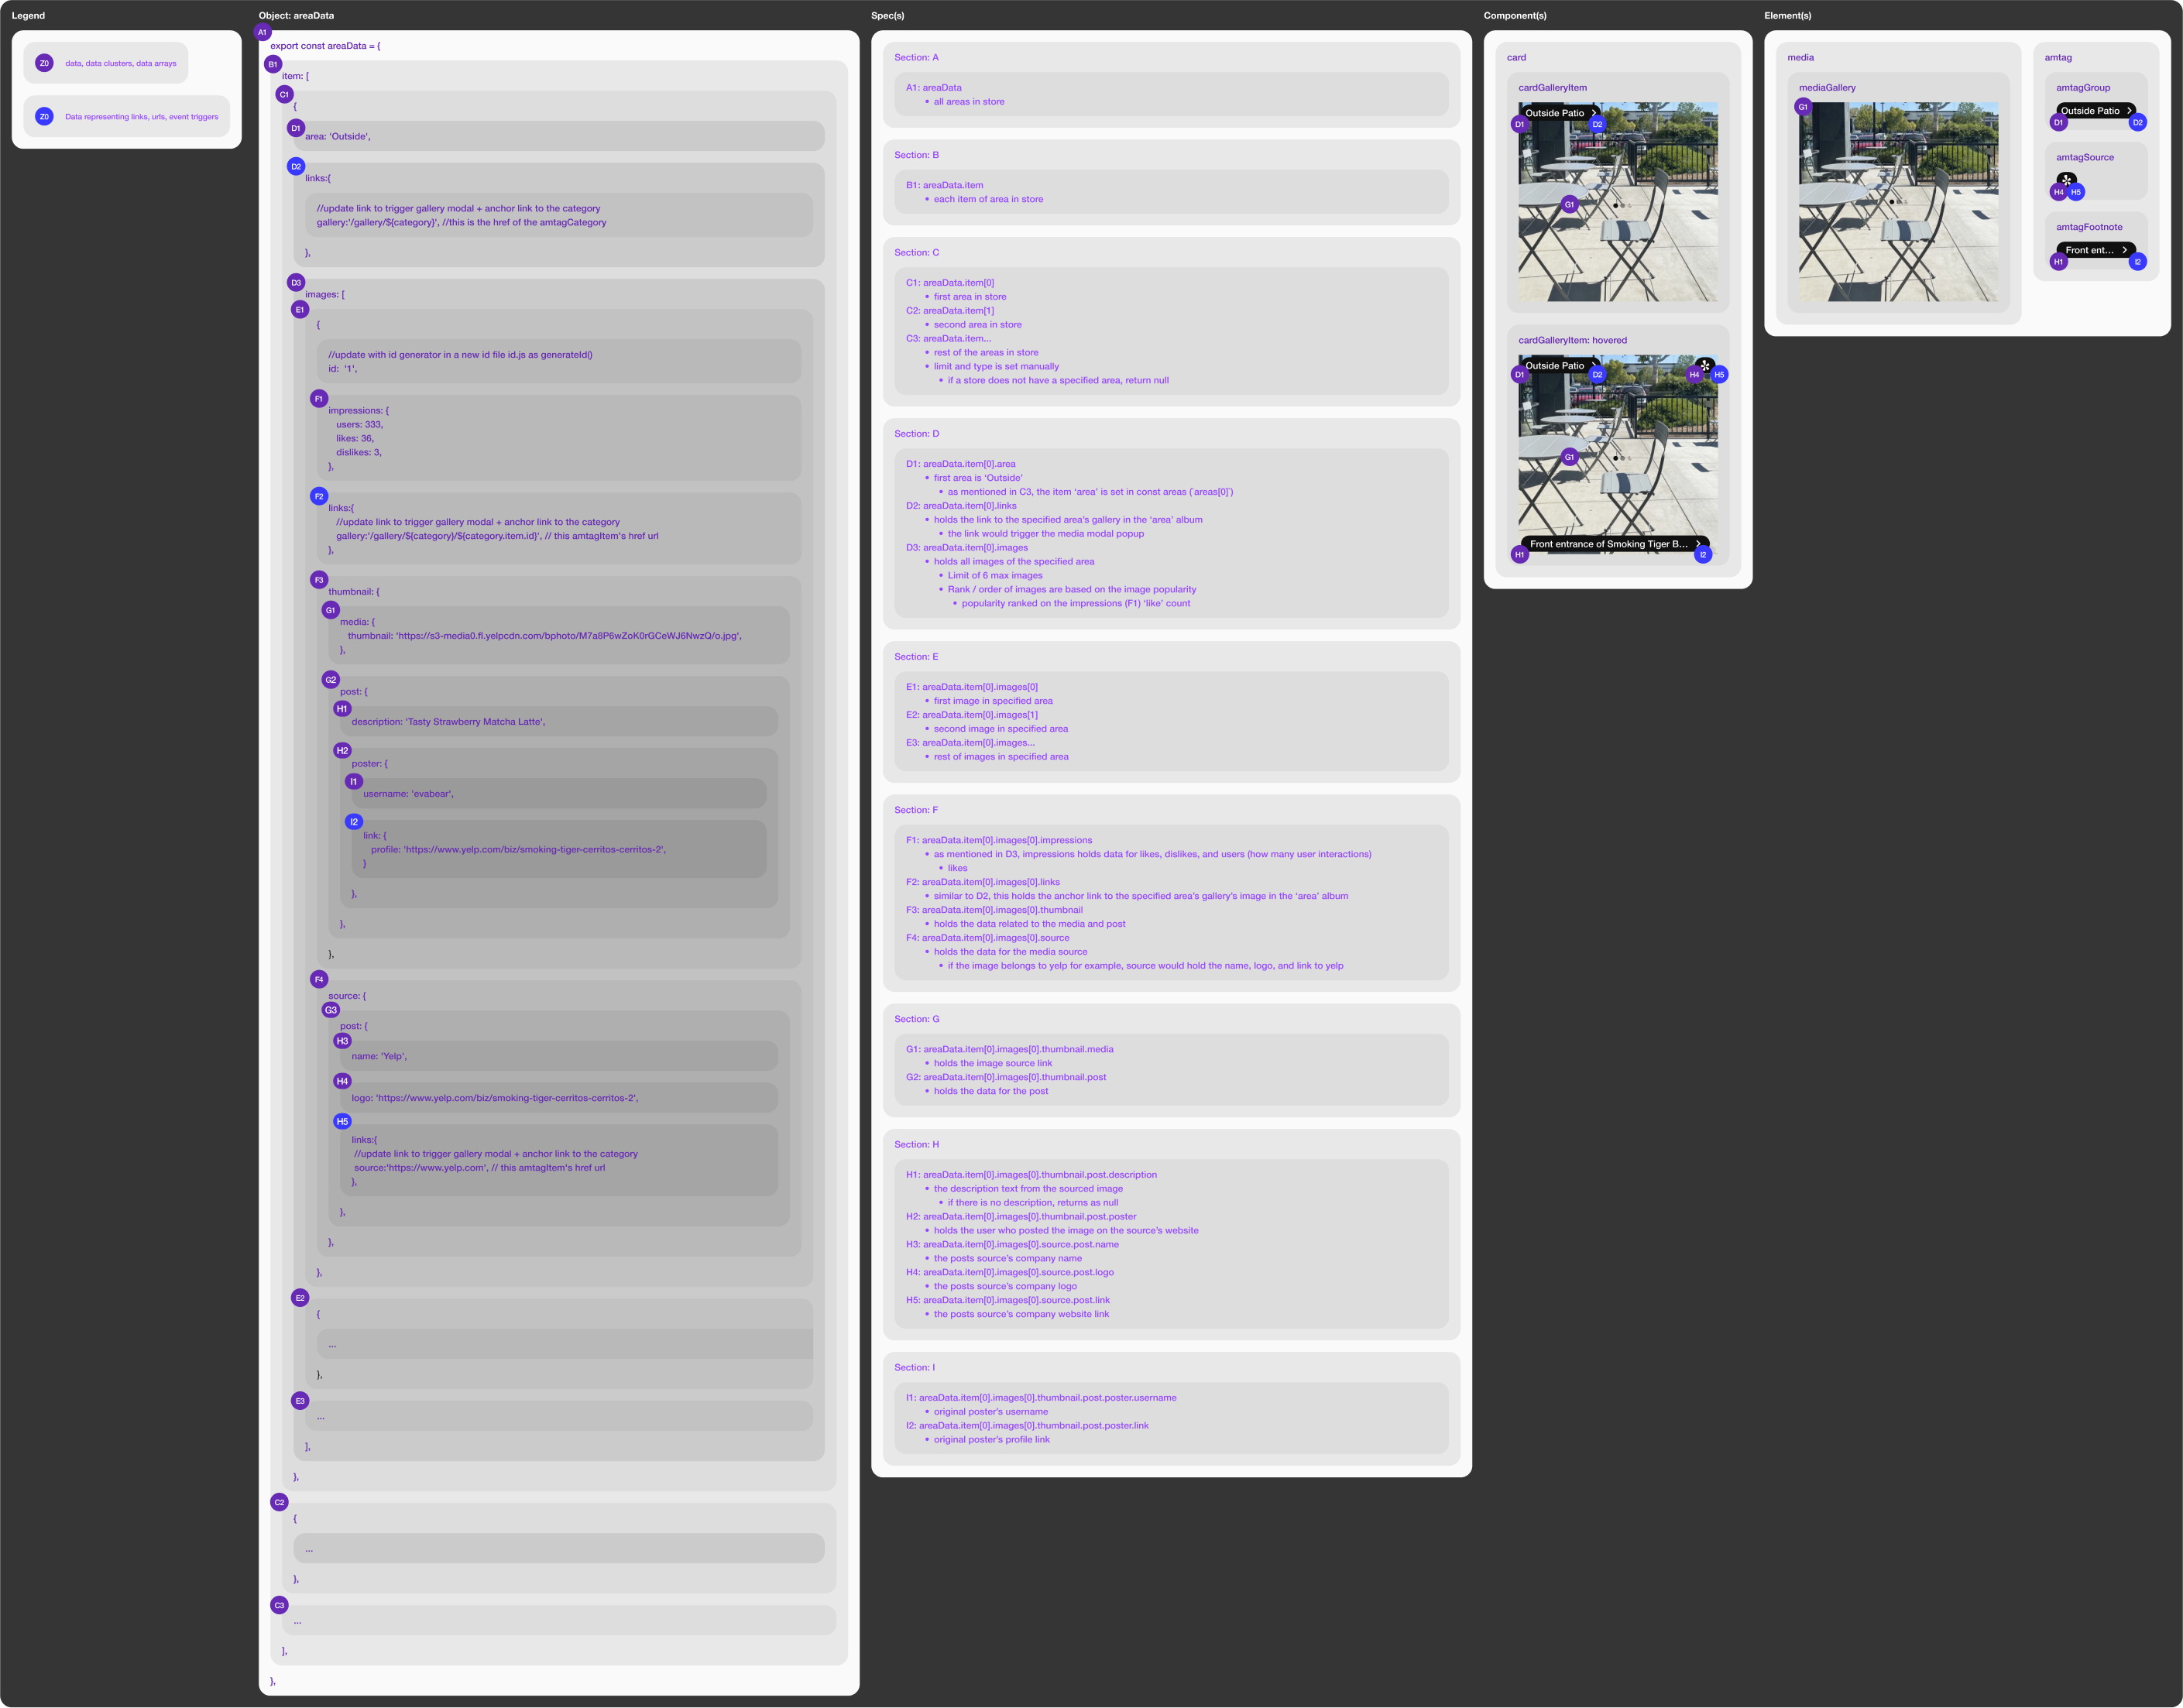 Legend
Z0
data, data clusters, data arrays
Z0
Data representing links, urls, event triggers
Object: areaData
A1
export const areaData = {
B1
item: [
C1
{
D1
area: 'Outside',
D2
links:{
//update link to trigger gallery modal + anchor link to the category
gallery:'/gallery/${category}', //this is the href of the amtagCategory
},
D3
images: [
E1
{
//update with id generator in a new id file id.js as generateId()
id:  '1',
F1
impressions: {
users: 333,
likes: 36,
dislikes: 3,
},
F2
links:{
//update link to trigger gallery modal + anchor link to the category
gallery:'/gallery/${category}/${category.item.id}', // this amtagItem's href url
},
F3
thumbnail: {
G1
media: {
thumbnail: 'https://s3-media0.fl.yelpcdn.com/bphoto/M7a8P6wZoK0rGCeWJ6NwzQ/o.jpg',
},
G2
post: {
H1
description: 'Tasty Strawberry Matcha Latte',
H2
poster: {
I1
username: 'evabear',
I2
link: {
profile: 'https://www.yelp.com/biz/smoking-tiger-cerritos-cerritos-2',
}
},
},
},
F4
source: {
G3
post: {
H3
name: 'Yelp',
H4
logo: 'https://www.yelp.com/biz/smoking-tiger-cerritos-cerritos-2',
H5
links:{
//update link to trigger gallery modal + anchor link to the category
source:'https://www.yelp.com', // this amtagItem's href url
},
},
},
},
E2
{
...
},
E3
...
],
},
C2
{
...
},
C3
...
],
},
Spec(s)
Section: A
A1: areaData
• all areas in store
Section: B
B1: areaData.item
• each item of area in store
Section: C
C1: areaData.item[0]
• first area in store
C2: areaData.item[1]
• second area in store
C3: areaData.item...
• rest of the areas in store
• limit and type is set manually
• if a store does not have a specified area, return null
Section: D
D1: areaData.item[0].area
• first area is ‘Outside’
• as mentioned in C3, the item ‘area’ is set in const areas (`areas[0]`)
D2: areaData.item[0].links
• holds the link to the specified area’s gallery in the ‘area’ album
• the link would trigger the media modal popup
D3: areaData.item[0].images
• holds all images of the specified area
• Limit of 6 max images
• Rank / order of images are based on the image popularity
• popularity ranked on the impressions (F1) ‘like’ count
Section: E
E1: areaData.item[0].images[0]
• first image in specified area
E2: areaData.item[0].images[1]
• second image in specified area
E3: areaData.item[0].images...
• rest of images in specified area
Section: F
F1: areaData.item[0].images[0].impressions
• as mentioned in D3, impressions holds data for likes, dislikes, and users (how many user interactions)
• likes
F2: areaData.item[0].images[0].links
• similar to D2, this holds the anchor link to the specified area’s gallery’s image in the ‘area’ album
F3: areaData.item[0].images[0].thumbnail
• holds the data related to the media and post
F4: areaData.item[0].images[0].source
• holds the data for the media source
• if the image belongs to yelp for example, source would hold the name, logo, and link to yelp
Section: G
G1: areaData.item[0].images[0].thumbnail.media
• holds the image source link
G2: areaData.item[0].images[0].thumbnail.post
• holds the data for the post
Section: H
H1: areaData.item[0].images[0].thumbnail.post.description
• the description text from the sourced image
• if there is no description, returns as null
H2: areaData.item[0].images[0].thumbnail.post.poster
• holds the user who posted the image on the source’s website
H3: areaData.item[0].images[0].source.post.name
• the posts source’s company name
H4: areaData.item[0].images[0].source.post.logo
• the posts source’s company logo
H5: areaData.item[0].images[0].source.post.link
• the posts source’s company website link
Section: I
I1: areaData.item[0].images[0].thumbnail.post.poster.username
• original poster’s username
I2: areaData.item[0].images[0].thumbnail.post.poster.link
• original poster’s profile link
Component(s)
card
cardGalleryItem
Outside Patio
D1
D2
G1
cardGalleryItem: hovered
Outside Patio
D1
D2
H4
H5
G1
Front entrance of Smoking Tiger B...
H1
I2
Element(s)
media
mediaGallery
G1
amtag
amtagGroup
Outside Patio
D1
D2
amtagSource
H4
H5
amtagFootnote
Front ent...
H1
I2